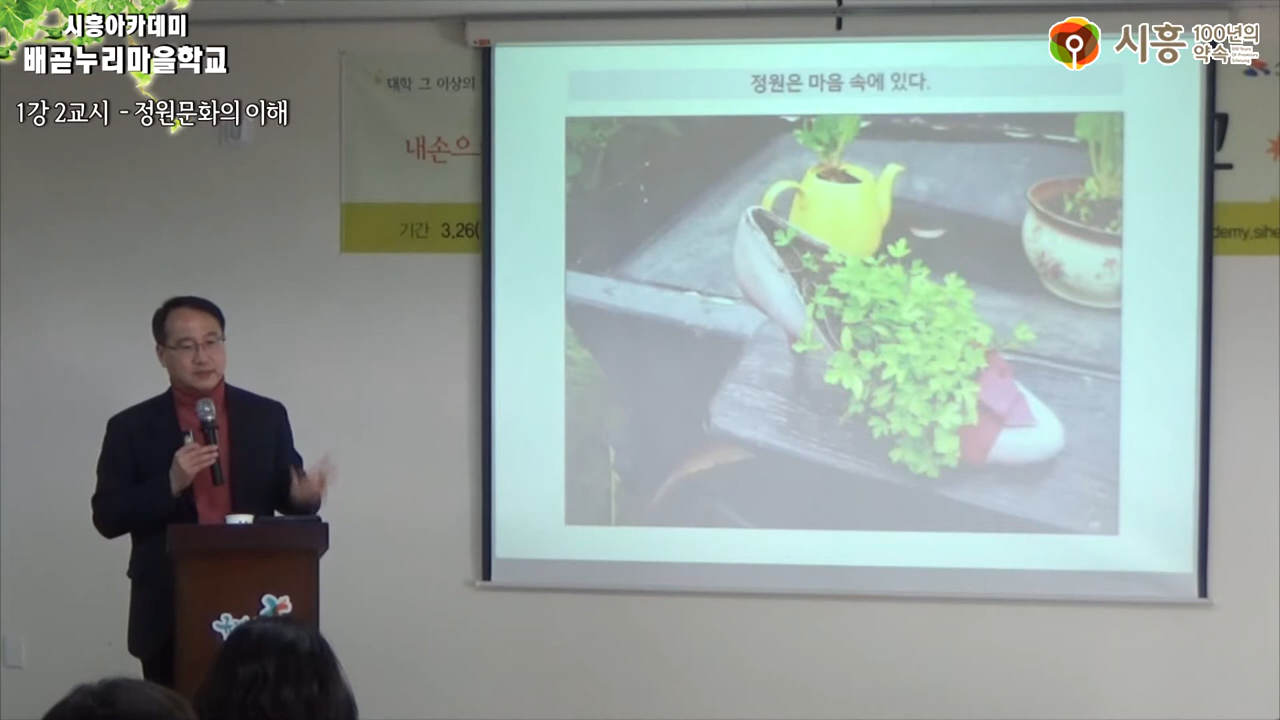 시흥아카데미
배곧누리마을학교
1강 2교시 - 정원문화의 이해
시흥
100년의
약속
대학 그 이상의
내손으
기간 3.26(
정원은 마음 속에 있다.
demy.sihe